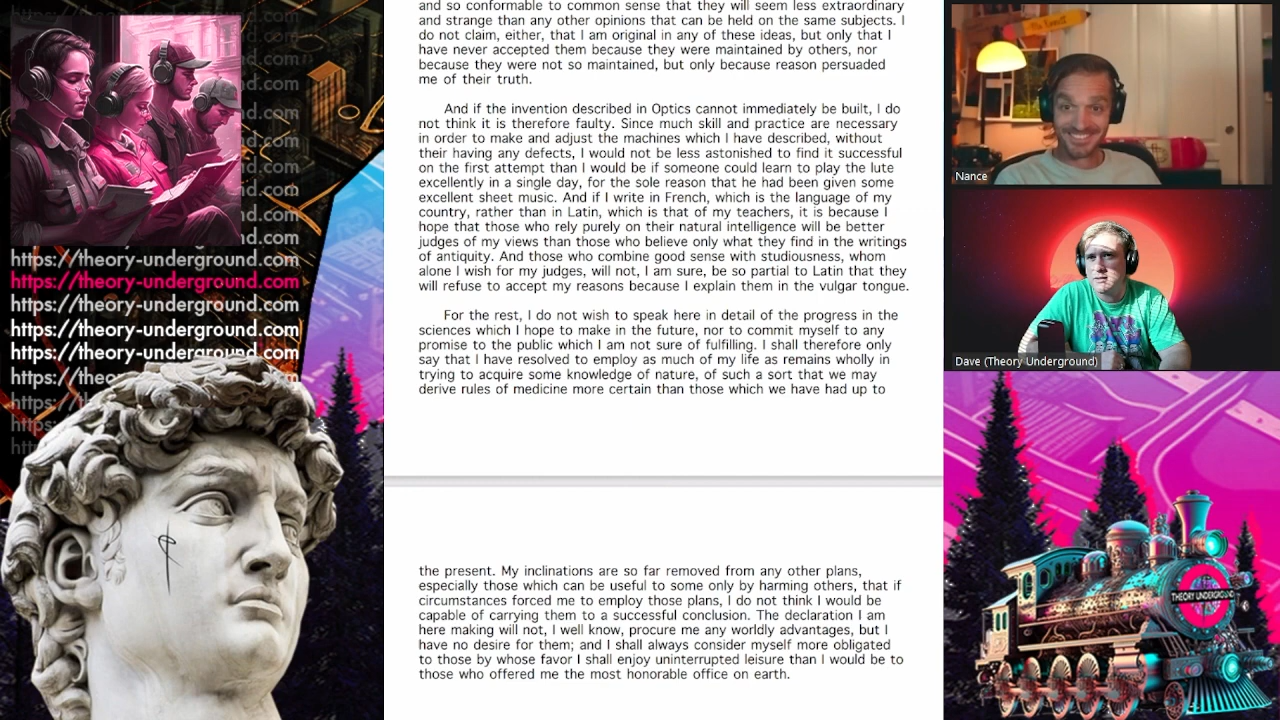 https://theory-underground.com
https://theory-underground.com
https://theory-underground.com
https://theory-underground.com
https://theory-underground.com
and so conformable to common sense that they will seem less extraordinary
and strange than any other opinions that can be held on the same subjects. I
do not claim, either, that I am original in any of these ideas, but only that I
have never accepted them because they were maintained by others, nor
because they were not so maintained, but only because reason persuaded
me of their truth.
And if the invention described in Optics cannot immediately be built, I do
not think it is therefore faulty. Since much skill and practice are necessary
in order to make and adjust the machines which I have described, without
their having any defects, I would not be less astonished to find it successful
on the first attempt than I would be if someone could learn to play the lute
excellently in a single day, for the sole reason that he had been given some
excellent sheet music. And if I write in French, which is the language of my
country, rather than in Latin, which is that of my teachers, it is because I
hope that those who rely purely on their natural intelligence will be better
judges of my views than those who believe only what they find in the writings
of antiquity. And those who combine good sense with studiousness, whom
alone I wish for my judges, will not, I am sure, be so partial to Latin that they
will refuse to accept my reasons because I explain them in the vulgar tongue.
For the rest, I do not wish to speak here in detail of the progress in the
sciences which I hope to make in the future, nor to commit myself to any
promise to the public which I am not sure of fulfilling. I shall therefore only
say that I have resolved to employ as much of my life as remains wholly in
trying to acquire some knowledge of nature, of such a sort that we may
derive rules of medicine more certain than those which we have had up to
the present. My inclinations are so far removed from any other plans,
especially those which can be useful to some only by harming others, that if
circumstances forced me to employ those plans, I do not think I would be
capable of carrying them to a successful conclusion. The declaration I am
here making will not, I well know, procure me any worldly advantages, but I
have no desire for them; and I shall always consider myself more obligated
to those by whose favor I shall enjoy uninterrupted leisure than I would be to
those who offered me the most honorable office on earth.
Nance
Dave (Theory Underground)
THEORY UNDERGROUND